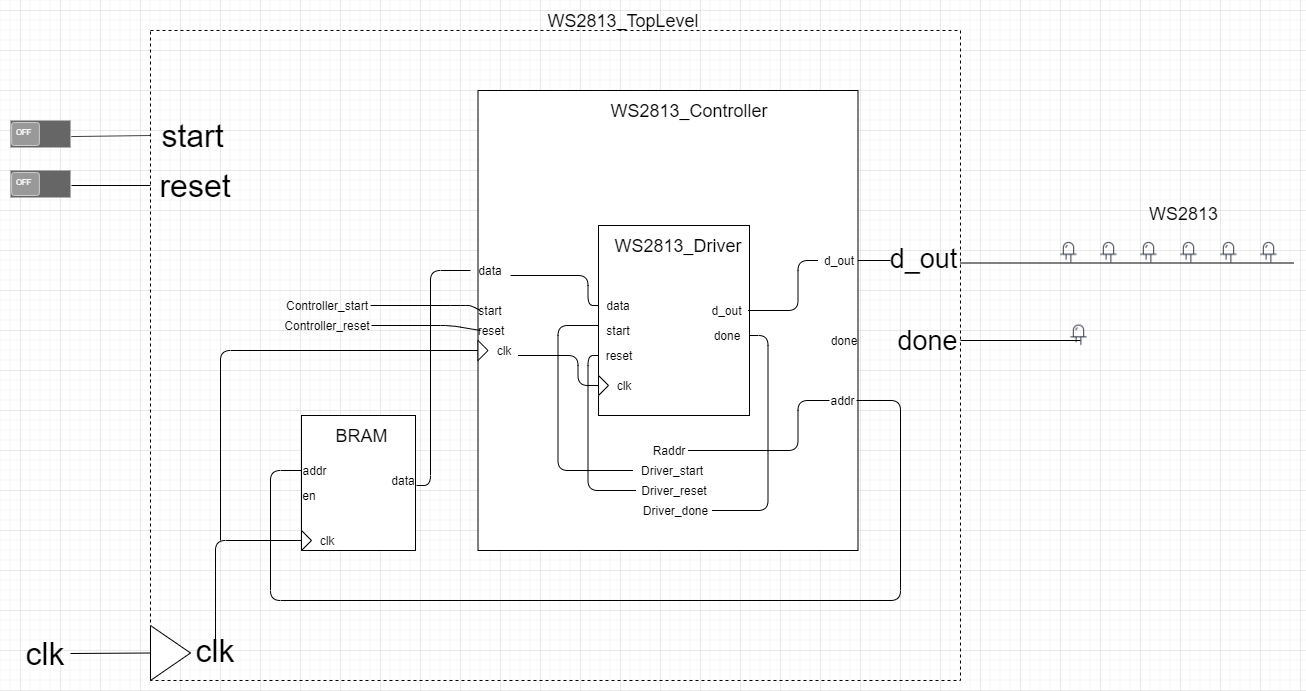 WS2813_TopLevel
WS2813_Controller
OFF
start
OFF
reset
WS2813
WS2813_Driver
d_out
d_out
data
data
Controller_start
start
d_out
Controller_reset
reset
start
done
done
done
clk
reset
clk
addr
BRAM
Raddr
addr
Driver_start
data
en
Driver_reset
Driver_done
clk
clk
clk